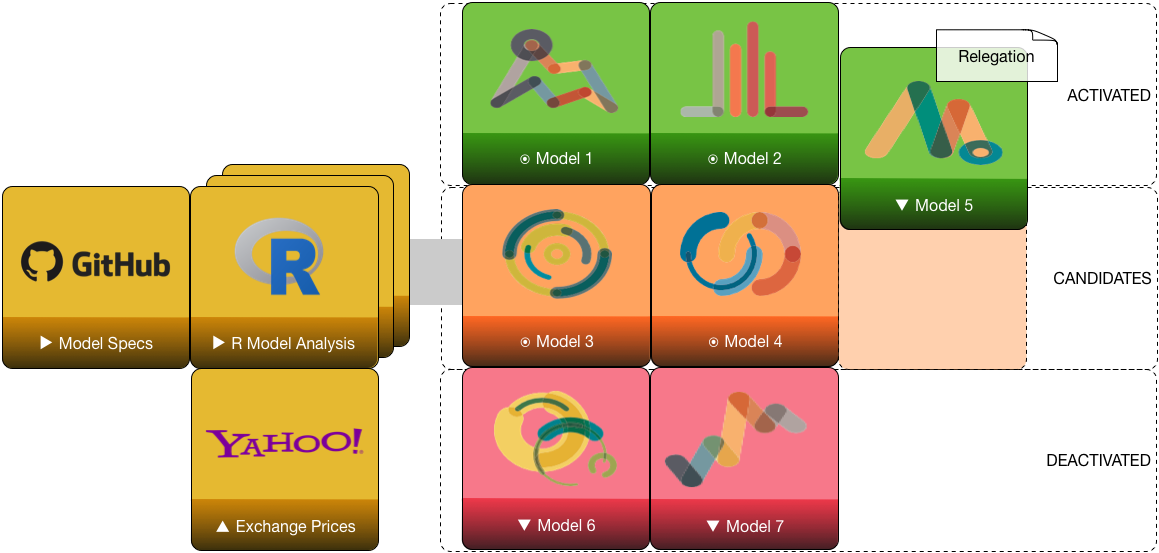 Relegation
ACTIVATED
⦿ Model 1
⦿ Model 2
▼ Model 5
GitHub
R
CANDIDATES
▶ Model Specs
▶ R Model Analysis
⦿ Model 3
⦿ Model 4
YAHOO!
DEACTIVATED
▲ Exchange Prices
▼ Model 6
▼ Model 7